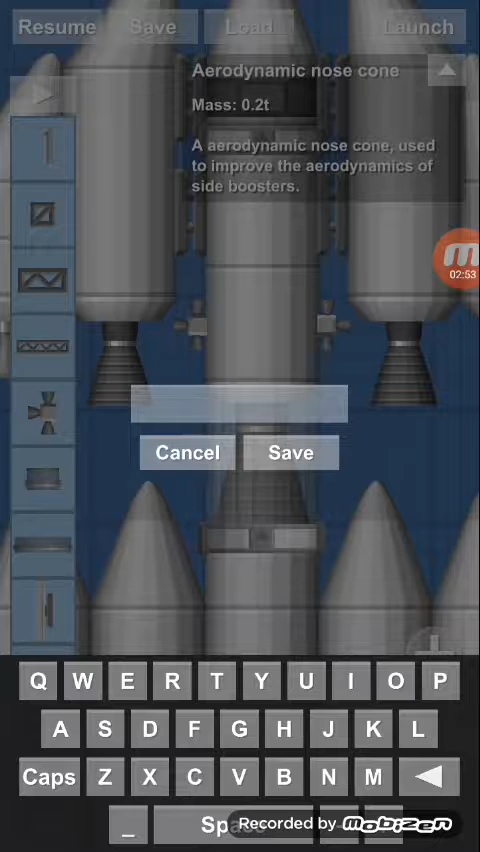 Resume Save Load Launch
Aerodynamic nose cone
Mass: 0.2t
A aerodynamic nose cone, used
to improve the aerodynamics of
side boosters.
02:53
Cancel Save
Q W E R T Y U I O P
A S D F G H J K L
Caps Z X C V B N M
_
Recorded by mobizen